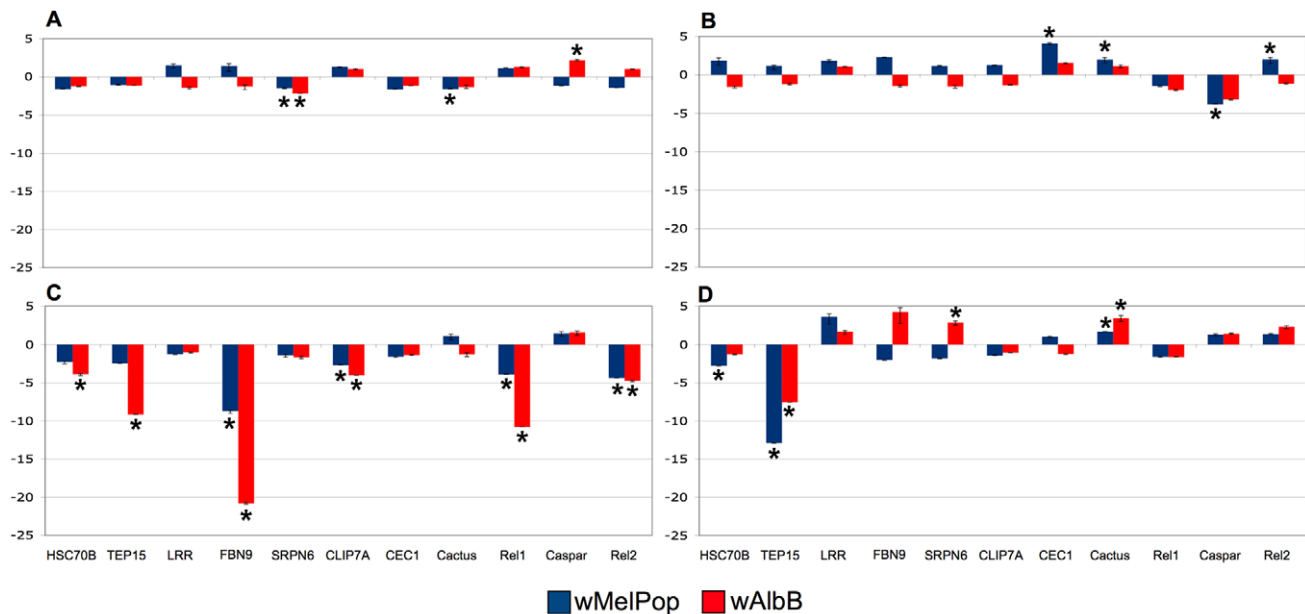 A
B
5
0
-5
-10
-15
-20
-25
* * * *
5
0
-5
-10
-15
-20
-25
* * * *
C
D
5
0
-5
-10
-15
-20
-25
* * * * * * * * * *
5
0
-5
-10
-15
-20
-25
* * * * * *
HSC70B TEP15 LRR FBN9 SRPN6 CLIP7A CEC1 Cactus Rel1 Caspar Rel2
HSC70B TEP15 LRR FBN9 SRPN6 CLIP7A CEC1 Cactus Rel1 Caspar Rel2
wMelPop wAlbB